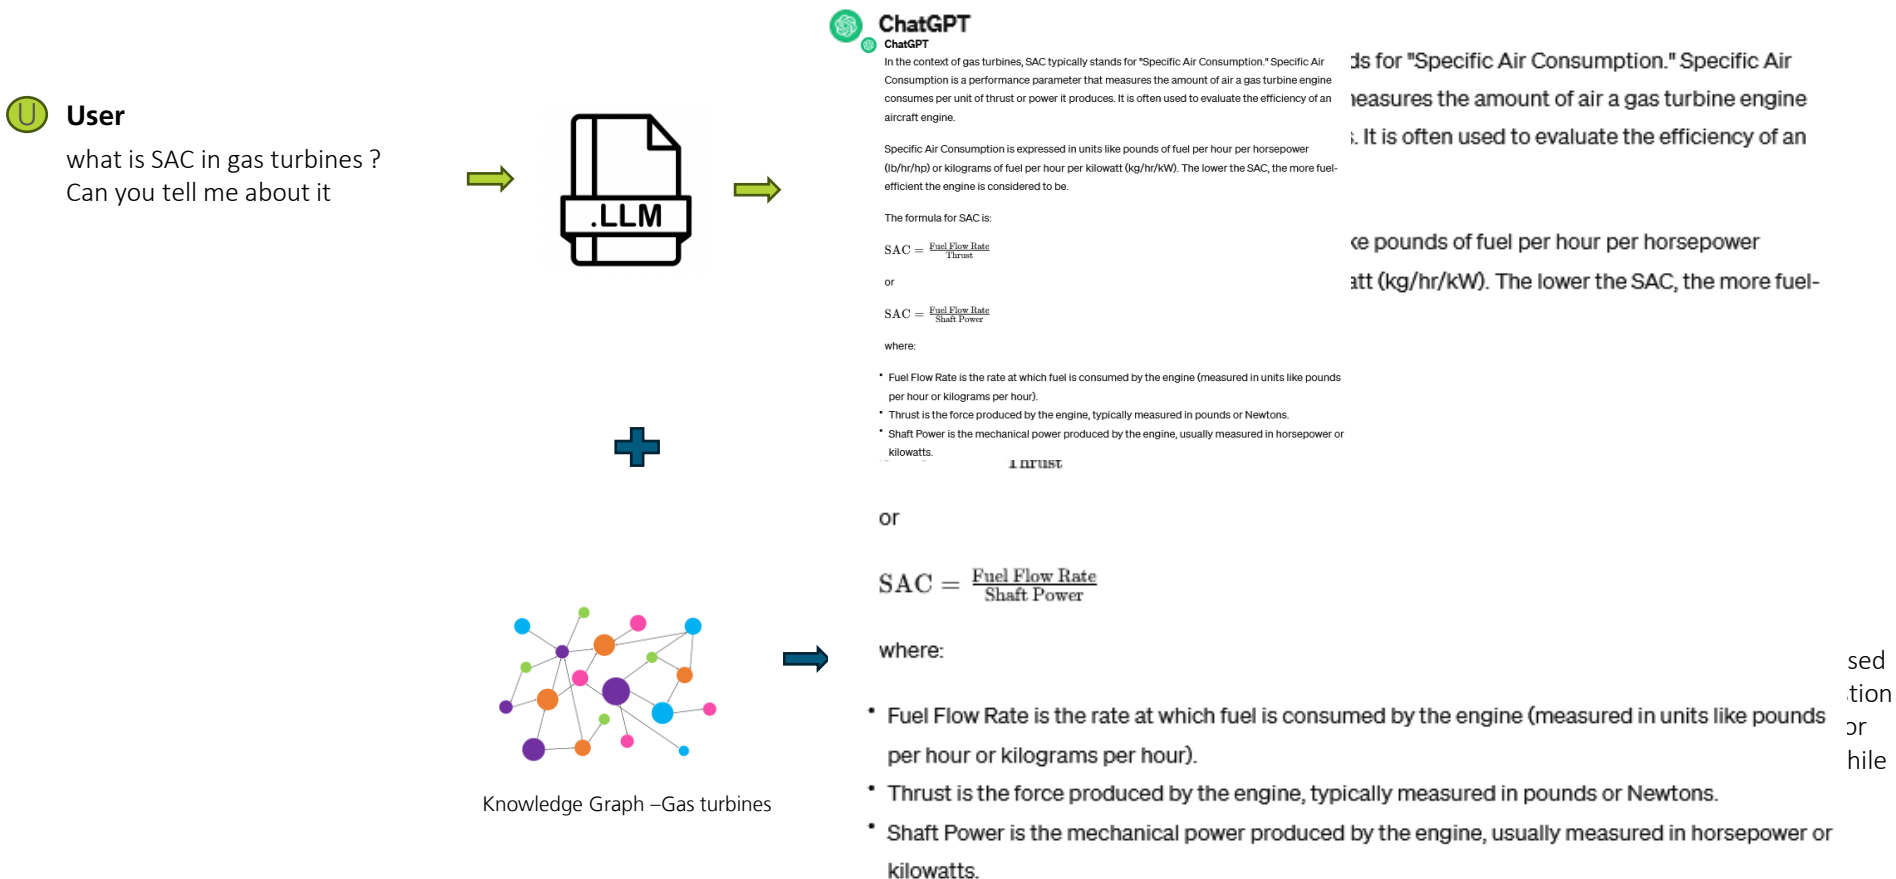 U User
what is SAC in gas turbines ?
Can you tell me about it
.LLM
Knowledge Graph –Gas turbines
ChatGPT
ChatGPT
In the context of gas turbines, SAC typically stands for "Specific Air Consumption." Specific Air
Consumption is a performance parameter that measures the amount of air a gas turbine engine
consumes per unit of thrust or power it produces. It is often used to evaluate the efficiency of an
aircraft engine.
Specific Air Consumption is expressed in units like pounds of fuel per hour per horsepower
(lb/hr/hp) or kilograms of fuel per hour per kilowatt (kg/hr/kW). The lower the SAC, the more fuel-
efficient the engine is considered to be.
The formula for SAC is:
SAC = Fuel Flow Rate
Thrust
or
SAC = Fuel Flow Rate
Shaft Power
where:
• Fuel Flow Rate is the rate at which fuel is consumed by the engine (measured in units like pounds
per hour or kilograms per hour).
• Thrust is the force produced by the engine, typically measured in pounds or Newtons.
• Shaft Power is the mechanical power produced by the engine, usually measured in horsepower or
kilowatts.
for "Specific Air Consumption." Specific Air
the amount of air a gas turbine engine
It is often used to evaluate the efficiency of an
pounds of fuel per hour per horsepower
(kg/hr/kW). The lower the SAC, the more fuel-
Thrust
or
SAC = Fuel Flow Rate
Shaft Power
where:
• Fuel Flow Rate is the rate at which fuel is consumed by the engine (measured in units like pounds
per hour or kilograms per hour).
• Thrust is the force produced by the engine, typically measured in pounds or Newtons.
• Shaft Power is the mechanical power produced by the engine, usually measured in horsepower or
kilowatts.